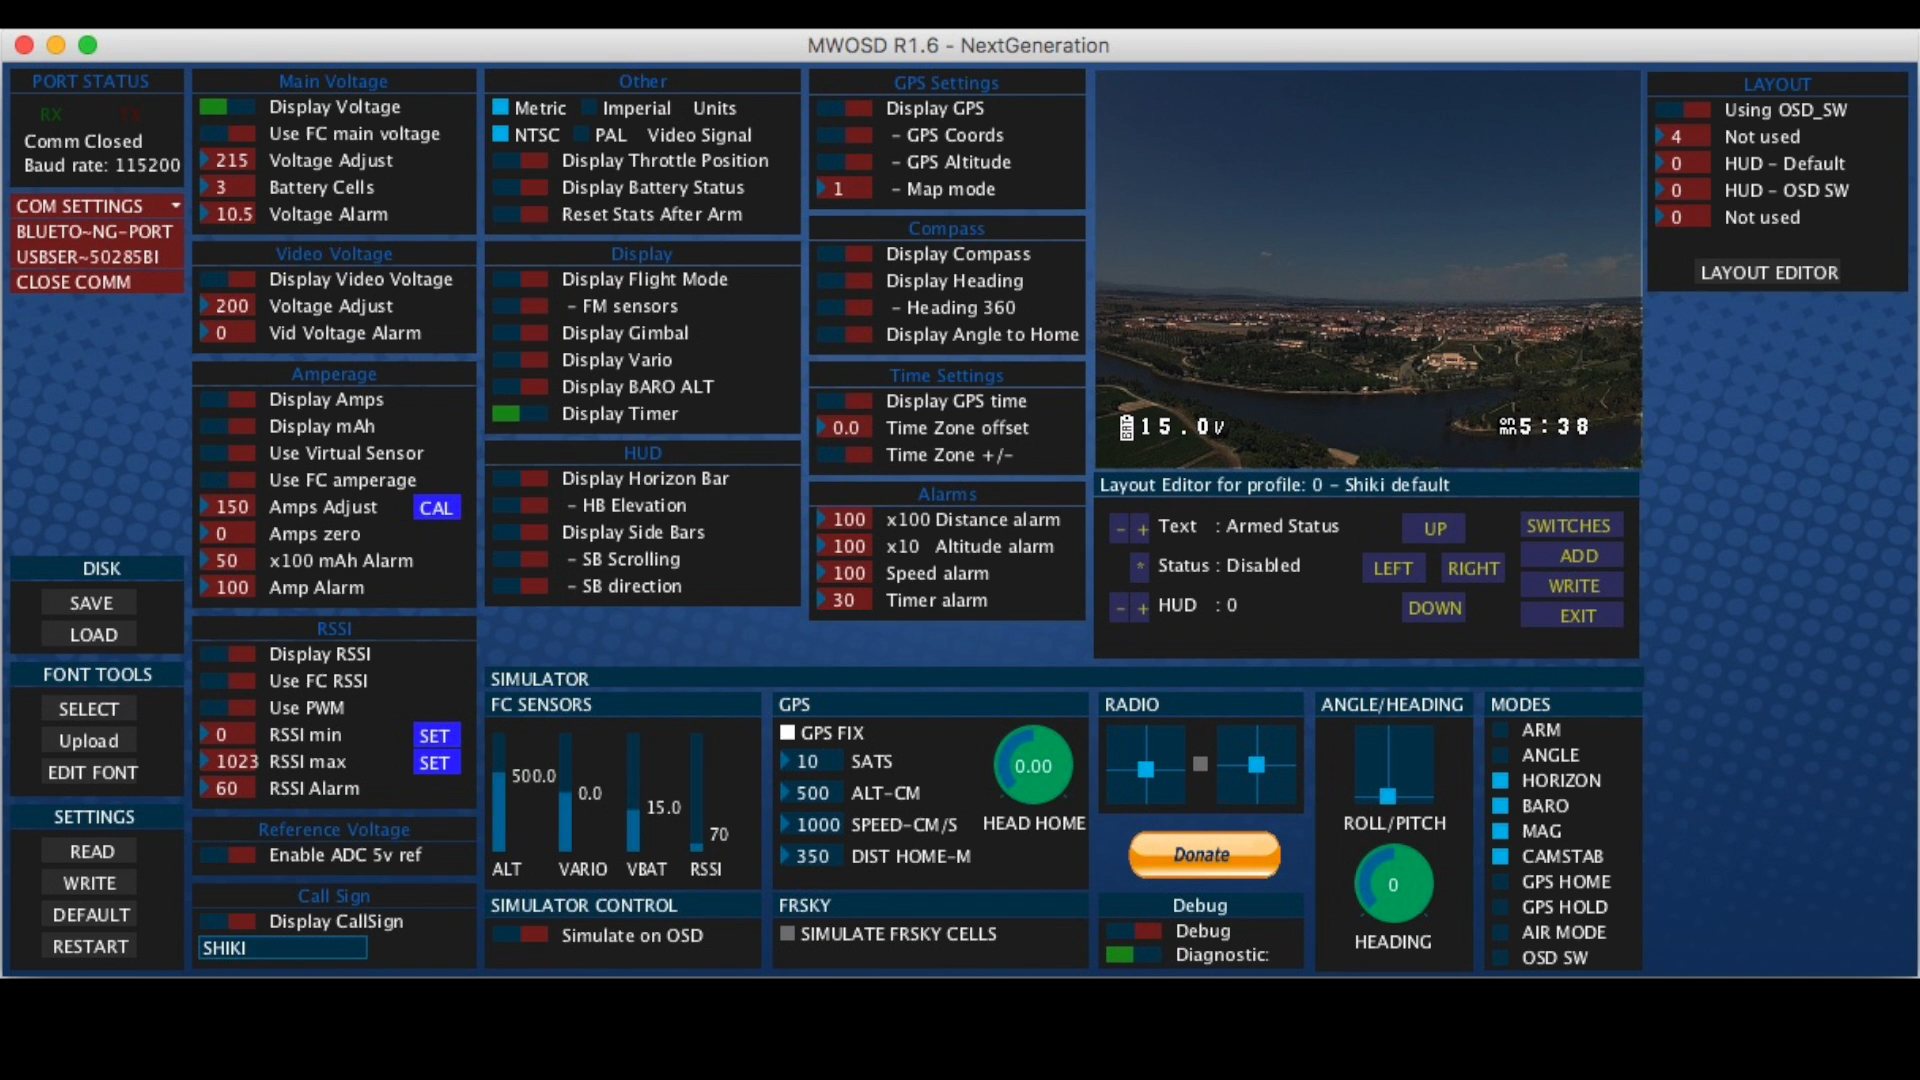 MWOSD R1.6 - NextGeneration
PORT STATUS
RX TX
Comm Closed
Baud rate: 115200
COM SETTINGS
BLUETO~NG-PORT
USBSER~50285BI
CLOSE COMM
DISK
SAVE
LOAD
FONT TOOLS
SELECT
Upload
EDIT FONT
SETTINGS
READ
WRITE
DEFAULT
RESTART
Main Voltage
Display Voltage
Use FC main voltage
215 Voltage Adjust
3 Battery Cells
10.5 Voltage Alarm
Video Voltage
Display Video Voltage
200 Voltage Adjust
0 Vid Voltage Alarm
Amperage
Display Amps
Display mAh
Use Virtual Sensor
Use FC amperage
150 Amps Adjust CAL
0 Amps zero
50 x100 mAh Alarm
100 Amp Alarm
RSSI
Display RSSI
Use FC RSSI
Use PWM
0 RSSI min SET
1023 RSSI max SET
60 RSSI Alarm
Reference Voltage
Enable ADC 5v ref
Call Sign
Display CallSign
SHIKI
Other
Metric Imperial Units
NTSC PAL Video Signal
Display Throttle Position
Display Battery Status
Reset Stats After Arm
Display
Display Flight Mode
- FM sensors
Display Gimbal
Display Vario
Display BARO ALT
Display Timer
HUD
Display Horizon Bar
- HB Elevation
Display Side Bars
- SB Scrolling
- SB direction
GPS Settings
Display GPS
- GPS Coords
- GPS Altitude
1 - Map mode
Compass
Display Compass
Display Heading
- Heading 360
Display Angle to Home
Time Settings
Display GPS time
0.0 Time Zone offset
Time Zone +/-
Alarms
100 x100 Distance alarm
100 x10 Altitude alarm
100 Speed alarm
30 Timer alarm
BAT 15.0V ON MN 5:38
Layout Editor for profile: 0 - Shiki default
- + Text : Armed Status UP SWITCHES
* Status : Disabled LEFT RIGHT ADD
WRITE
- + HUD : 0 DOWN EXIT
LAYOUT
Using OSD_SW
4 Not used
0 HUD - Default
0 HUD - OSD SW
0 Not used
LAYOUT EDITOR
SIMULATOR
FC SENSORS
500.0 0.0 15.0 70
ALT VARIO VBAT RSSI
SIMULATOR CONTROL
Simulate on OSD
GPS
GPS FIX
10 SATS
500 ALT-CM
1000 SPEED-CM/S
350 DIST HOME-M
0.00
HEAD HOME
FRSKY
SIMULATE FRSKY CELLS
RADIO
Donate
Debug
Debug
Diagnostic:
ANGLE/HEADING
ROLL/PITCH
0
HEADING
MODES
ARM
ANGLE
HORIZON
BARO
MAG
CAMSTAB
GPS HOME
GPS HOLD
AIR MODE
OSD SW